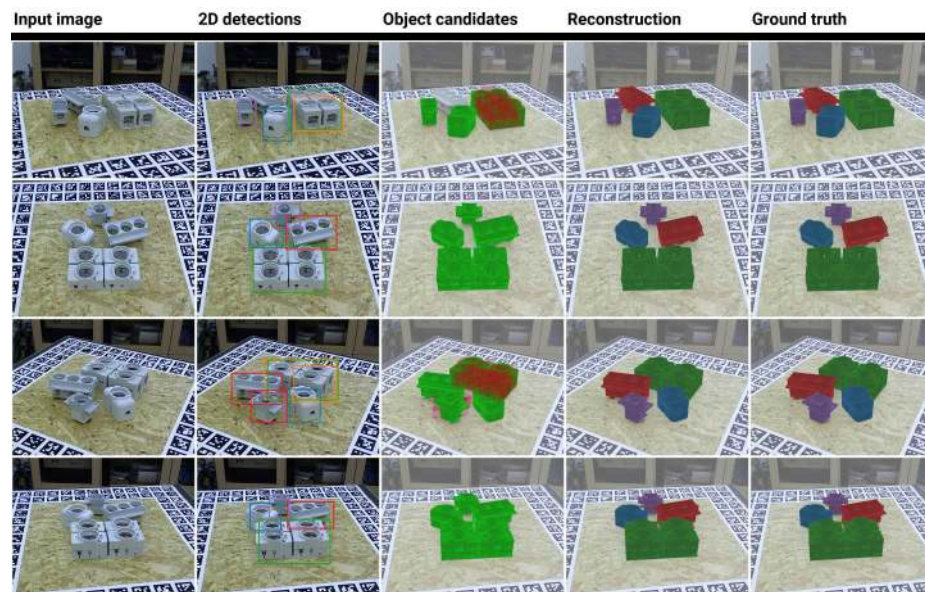 Input image
2D detections
Object candidates
Reconstruction
Ground truth